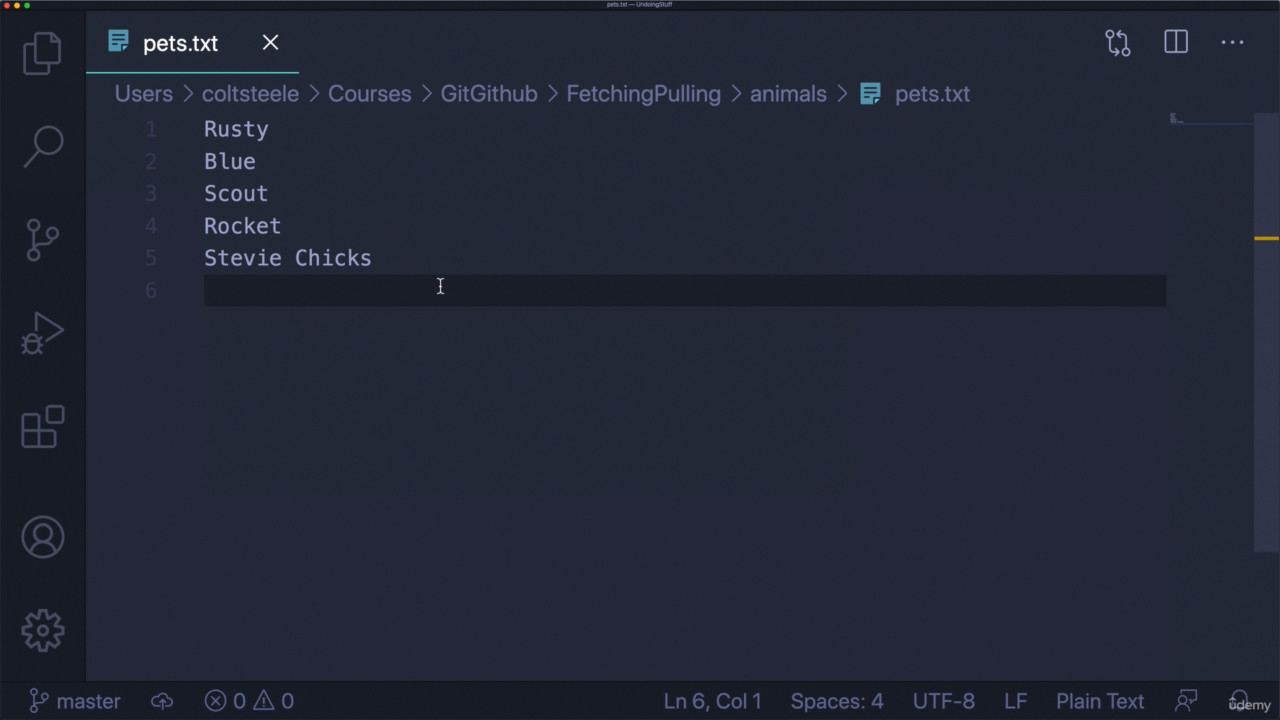 pets.txt — UndoingStuff
pets.txt
Users > coltsteele > Courses > GitGithub > FetchingPulling > animals > pets.txt
1 Rusty
2 Blue
3 Scout
4 Rocket
5 Stevie Chicks
6
master 0 0 Ln 6, Col 1 Spaces: 4 UTF-8 LF Plain Text
ûdemy